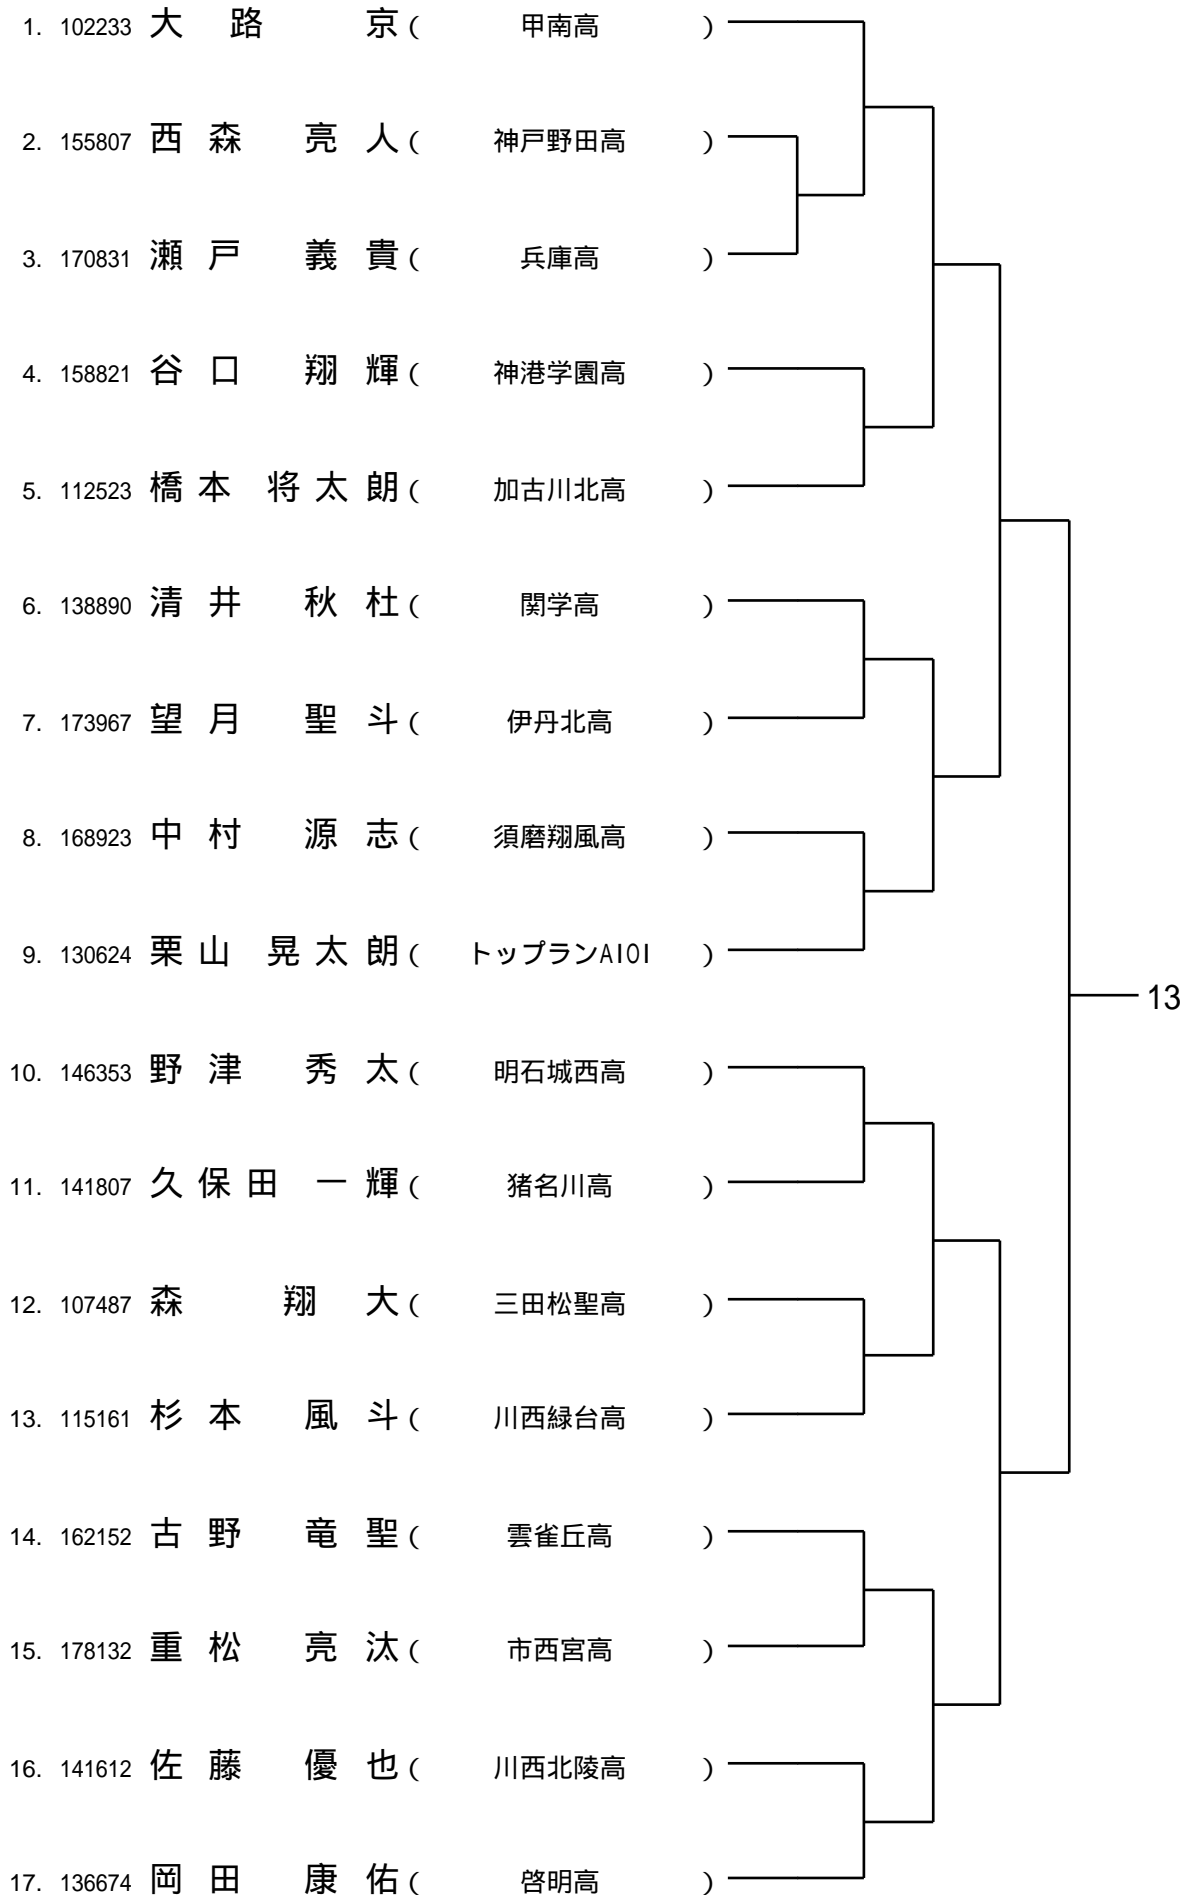 1. 102233 大 路 京 ( 甲南高 )
2. 155807 西 森 亮 人 ( 神戸野田高 )
3. 170831 瀬 戸 義 貴 ( 兵庫高 )
4. 158821 谷 口 翔 輝 ( 神港学園高 )
5. 112523 橋 本 将 太 朗 ( 加古川北高 )
6. 138890 清 井 秋 杜 ( 関学高 )
7. 173967 望 月 聖 斗 ( 伊丹北高 )
8. 168923 中 村 源 志 ( 須磨翔風高 )
9. 130624 栗 山 晃 太 朗 ( トップランAIOI )
13
10. 146353 野 津 秀 太 ( 明石城西高 )
11. 141807 久 保 田 一 輝 ( 猪名川高 )
12. 107487 森 翔 大 ( 三田松聖高 )
13. 115161 杉 本 風 斗 ( 川西緑台高 )
14. 162152 古 野 竜 聖 ( 雲雀丘高 )
15. 178132 重 松 亮 汰 ( 市西宮高 )
16. 141612 佐 藤 優 也 ( 川西北陵高 )
17. 136674 岡 田 康 佑 ( 啓明高 )